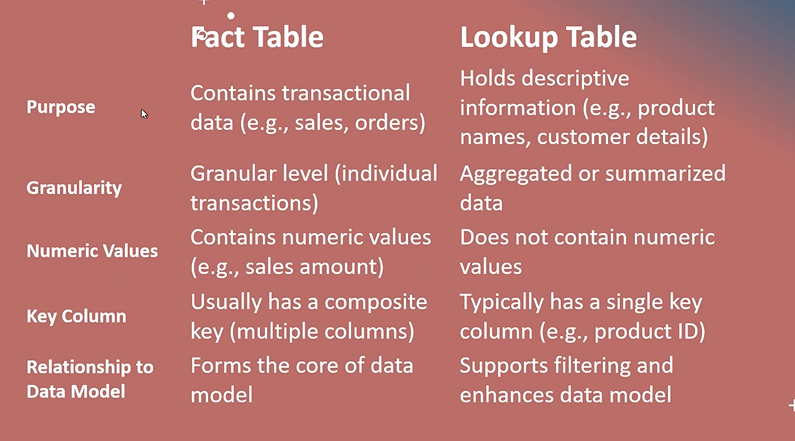 Fact Table
Lookup Table
Purpose
Contains transactional
data (e.g., sales, orders)
Holds descriptive
information (e.g., product
names, customer details)
Granularity
Granular level (individual
transactions)
Aggregated or summarized
data
Numeric Values
Contains numeric values
(e.g., sales amount)
Does not contain numeric
values
Key Column
Usually has a composite
key (multiple columns)
Typically has a single key
column (e.g., product ID)
Relationship to
Data Model
Forms the core of data
model
Supports filtering and
enhances data model